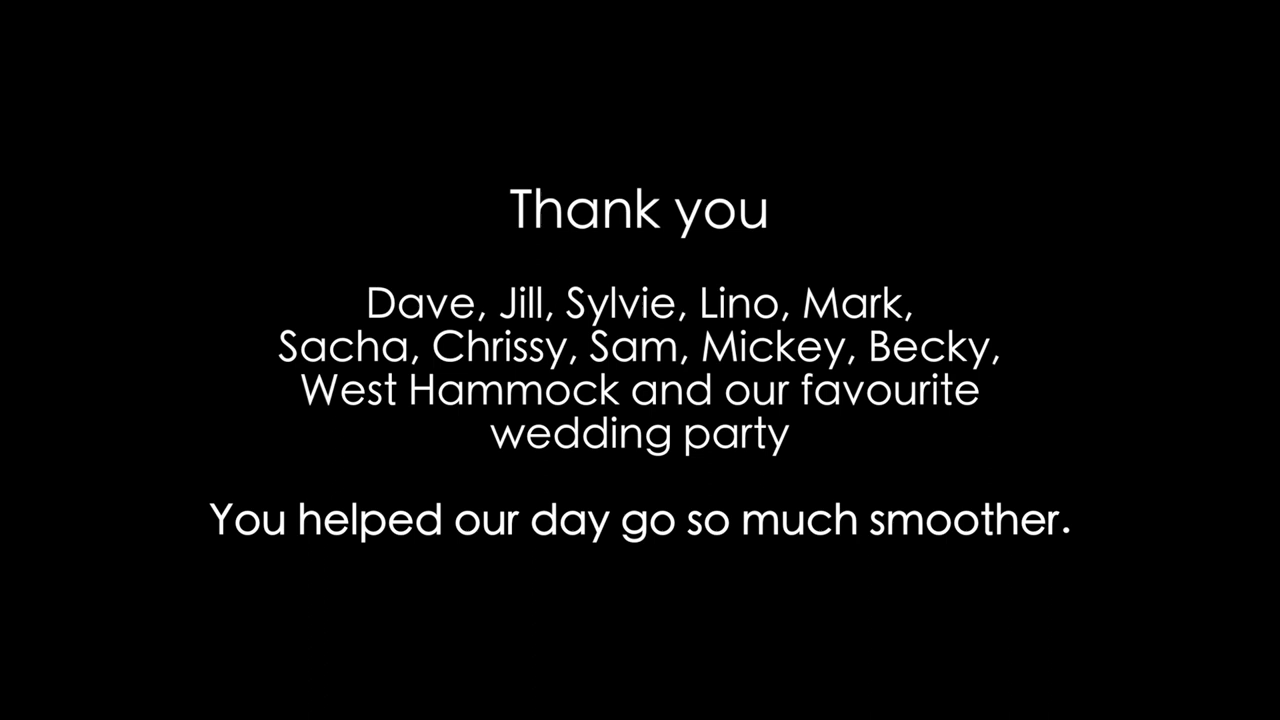 Thank you
Dave, Jill, Sylvie, Lino, Mark,
Sacha, Chrissy, Sam, Mickey, Becky,
West Hammock and our favourite
wedding party
You helped our day go so much smoother.